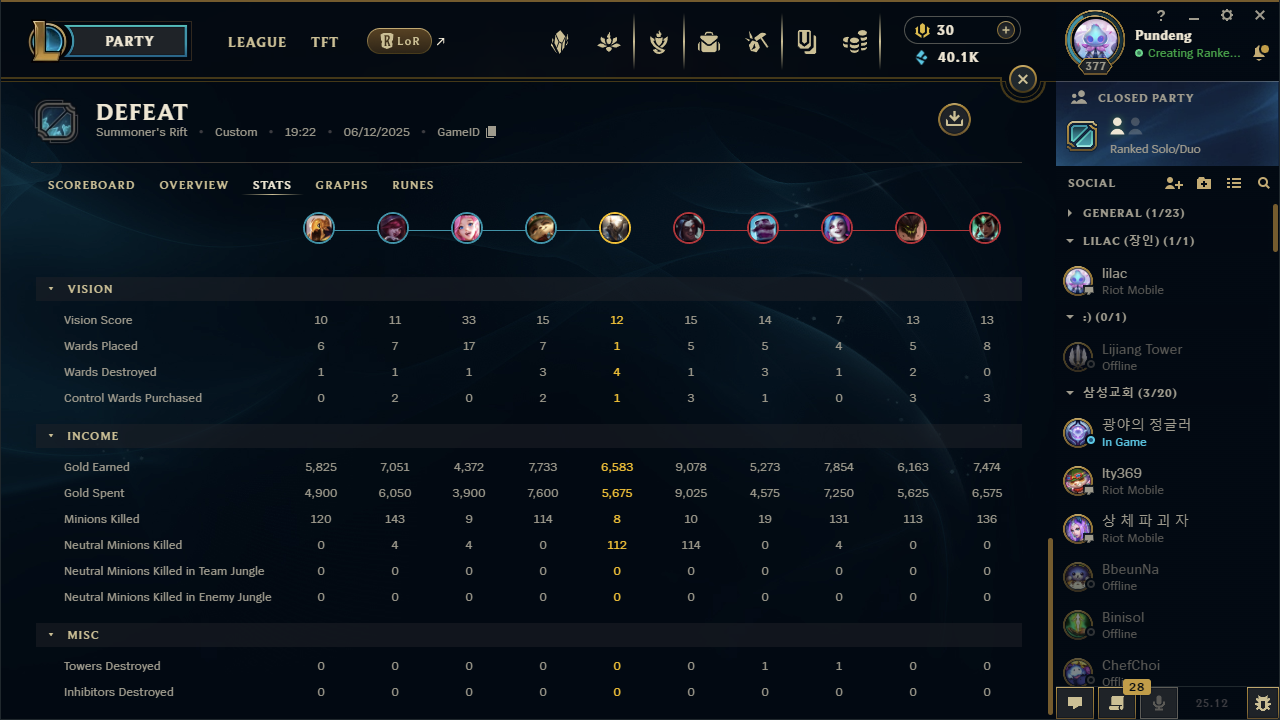 PARTY
LEAGUE
TFT
LoR
30
40.1K
?
377
Pundeng
Creating Ranke...
DEFEAT
Summoner's Rift • Custom • 19:22 • 06/12/2025 • GameID
SCOREBOARD OVERVIEW STATS GRAPHS RUNES
VISION
Vision Score 10 11 33 15 12 15 14 7 13 13
Wards Placed 6 7 17 7 1 5 5 4 5 8
Wards Destroyed 1 1 1 3 4 1 3 1 2 0
Control Wards Purchased 0 2 0 2 1 3 1 0 3 3
INCOME
Gold Earned 5,825 7,051 4,372 7,733 6,583 9,078 5,273 7,854 6,163 7,474
Gold Spent 4,900 6,050 3,900 7,600 5,675 9,025 4,575 7,250 5,625 6,575
Minions Killed 120 143 9 114 8 10 19 131 113 136
Neutral Minions Killed 0 4 4 0 112 114 0 4 0 0
Neutral Minions Killed in Team Jungle 0 0 0 0 0 0 0 0 0 0
Neutral Minions Killed in Enemy Jungle 0 0 0 0 0 0 0 0 0 0
MISC
Towers Destroyed 0 0 0 0 0 0 1 1 0 0
Inhibitors Destroyed 0 0 0 0 0 0 0 0 0 0
CLOSED PARTY
Ranked Solo/Duo
SOCIAL
GENERAL (1/23)
LILAC (장인) (1/1)
lilac
Riot Mobile
:) (0/1)
Lijiang Tower
Offline
삼성교회 (3/20)
광야의 정글러
In Game
lty369
Riot Mobile
상 체 파 괴 자
Riot Mobile
BbeunNa
Offline
Binisol
Offline
ChefChoi
Offline
28
25.12